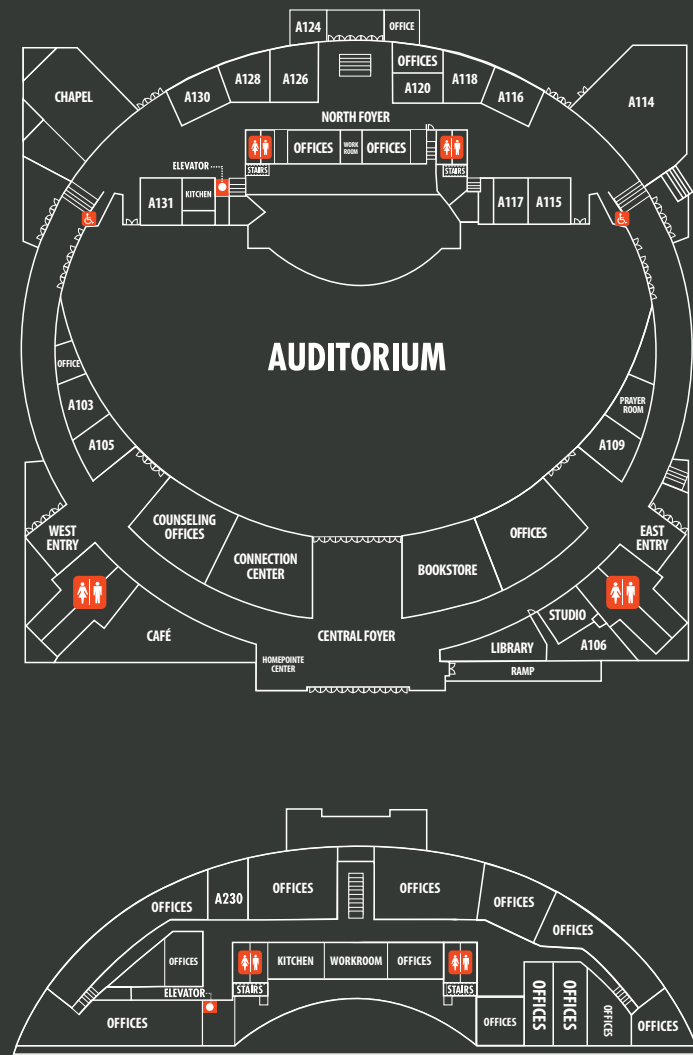 A124
OFFICE
OFFICES
A128
A126
A120
A118
A130
A116
CHAPEL
A114
NORTH FOYER
OFFICES
WORK
ROOM
OFFICES
ELEVATOR
STAIRS
STAIRS
A131
KITCHEN
A117
A115
AUDITORIUM
OFFICE
A103
A105
PRAYER
ROOM
A109
COUNSELING
OFFICES
CONNECTION
CENTER
BOOKSTORE
OFFICES
WEST
ENTRY
EAST
ENTRY
CAFÉ
CENTRAL FOYER
STUDIO
LIBRARY
A106
HOMEPOINTE
CENTER
RAMP
OFFICES
A230
OFFICES
OFFICES
OFFICES
OFFICES
OFFICES
KITCHEN
WORKROOM
OFFICES
STAIRS
STAIRS
ELEVATOR
OFFICES
OFFICES
OFFICES
OFFICES
OFFICES
OFFICES